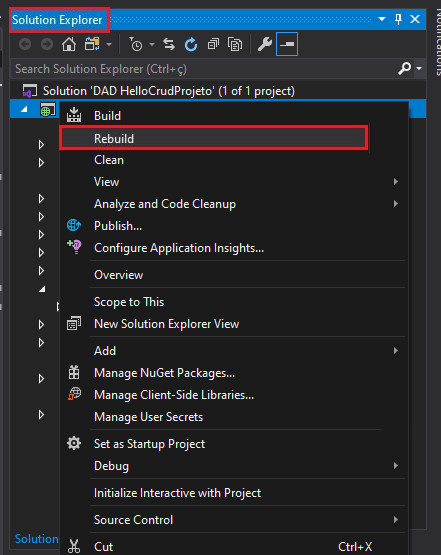 Solution Explorer
Search Solution Explorer (Ctrl+ç)
Solution 'DAD HelloCrudProjeto' (1 of 1 project)
Build
Rebuild
Clean
View
Analyze and Code Cleanup
Publish...
Configure Application Insights...
Overview
Scope to This
New Solution Explorer View
Add
Manage NuGet Packages...
Manage Client-Side Libraries...
Manage User Secrets
Set as Startup Project
Debug
Initialize Interactive with Project
Source Control
Solution
Cut Ctrl+X